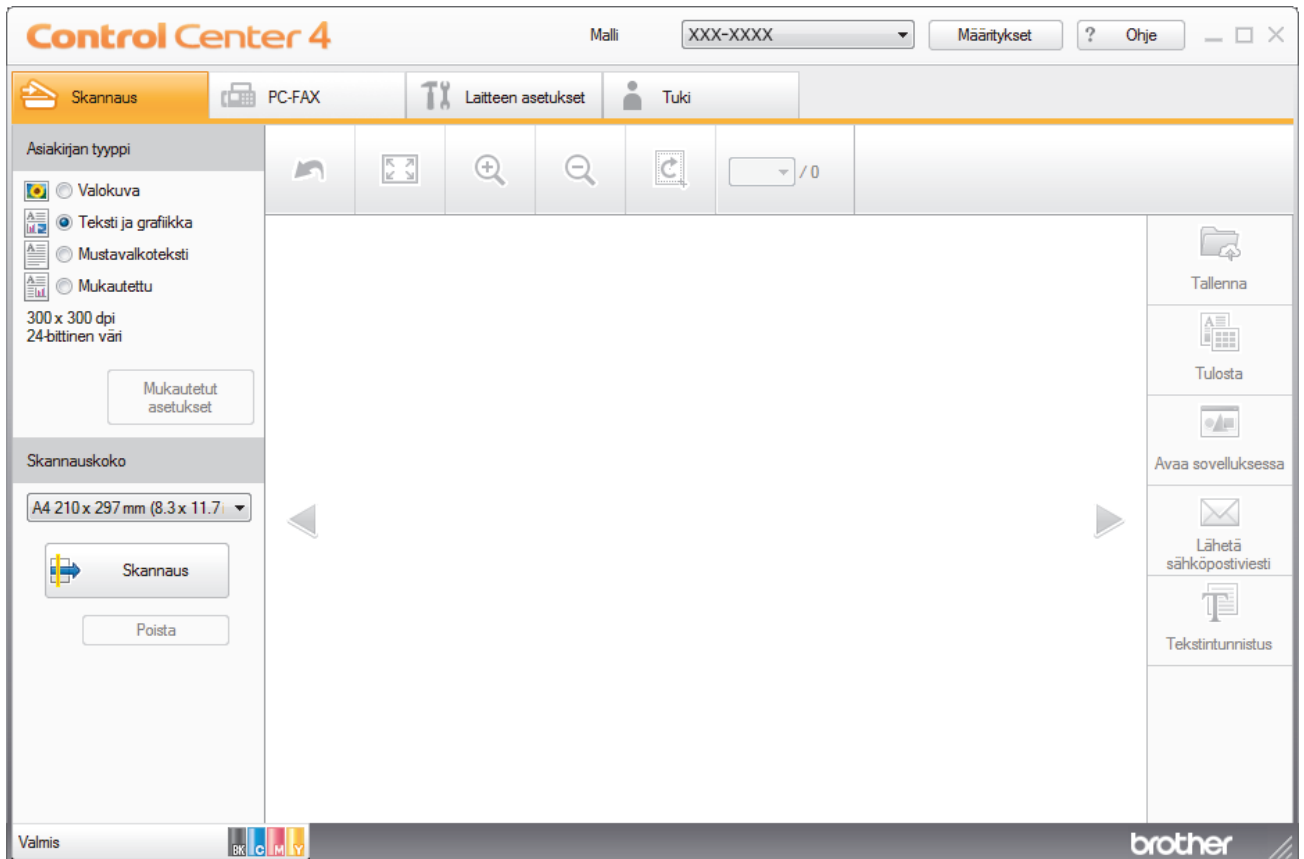 Control Center 4
Malli
XXX-XXXX
Määritykset
? Ohje
Skannaus
PC-FAX
Laitteen asetukset
Tuki
Asiakirjan tyyppi
Valokuva
Teksti ja grafiikka
Mustavalkoteksti
Mukautettu
300 x 300 dpi
24-bittinen väri
Mukautetut
asetukset
Skannauskoko
A4 210 x 297 mm (8.3 x 11.7
Skannaus
Poista
/ 0
Tallenna
Tulosta
Avaa sovelluksessa
Lähetä
sähköpostiviesti
Tekstintunnistus
Valmis
BK C M Y
brother